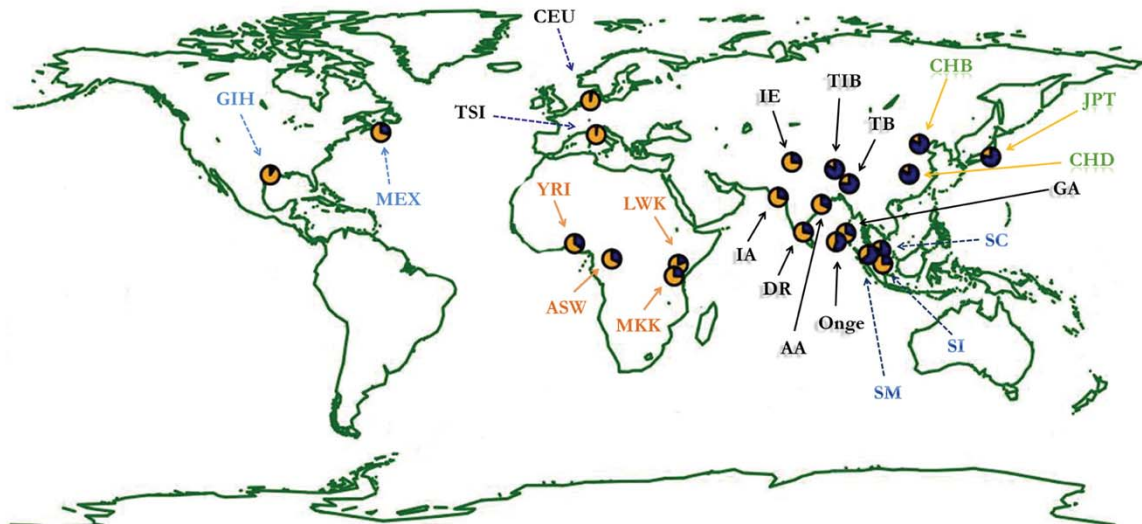 CEU
CHB
TIB
IE
JPT
GIH
TSI
TB
CHD
MEX
YRI
LWK
GA
SC
IA
ASW
DR
Onge
MKK
AA
SI
SM